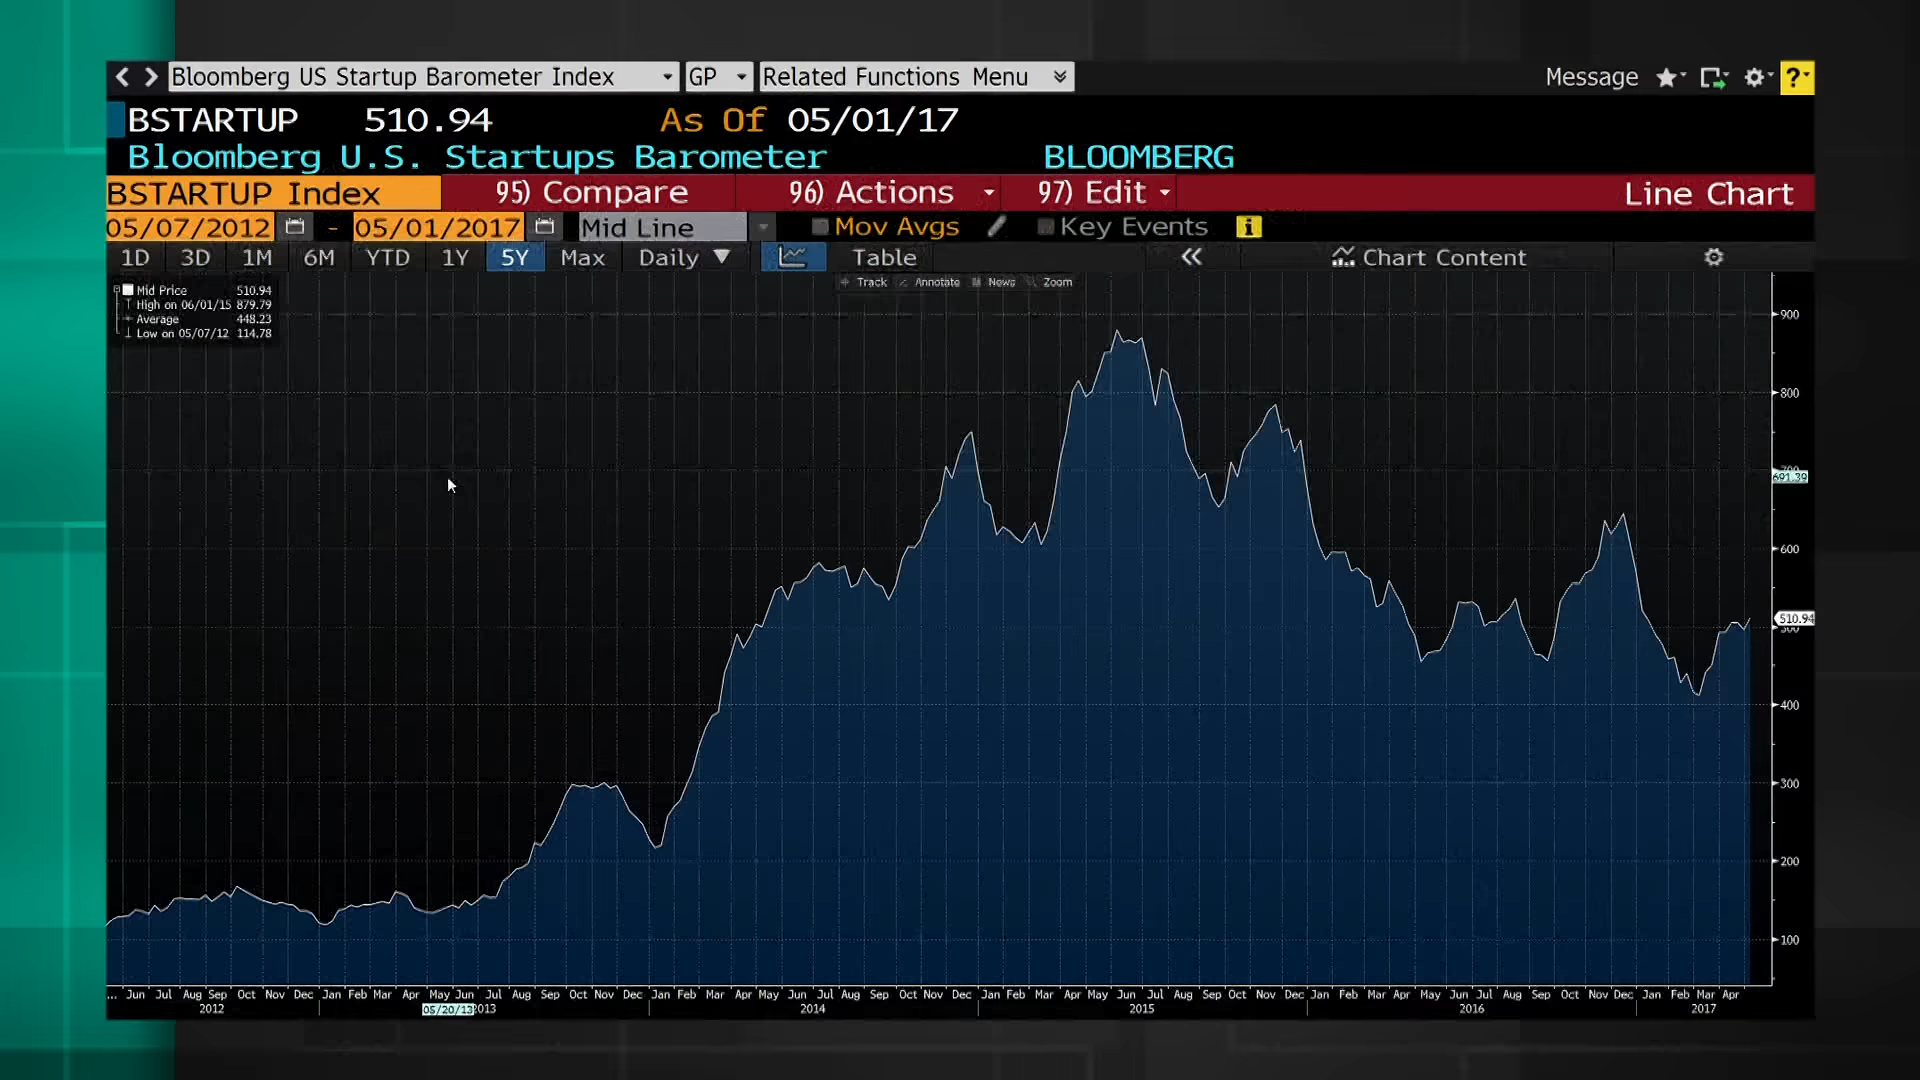 Bloomberg US Startup Barometer Index GP Related Functions Menu Message ?
BSTARTUP 510.94 As Of 05/01/17
Bloomberg U.S. Startups Barometer BLOOMBERG
BSTARTUP Index 95) Compare 96) Actions 97) Edit Line Chart
05/07/2012 - 05/01/2017 Mid Line Mov Avgs Key Events i
1D 3D 1M 6M YTD 1Y 5Y Max Daily Table Chart Content
Track Annotate News Zoom
Mid Price 510.94
High on 06/01/15 879.79
Average 448.23
Low on 05/07/12 114.78
900
800
700
691.39
600
510.94
500
400
300
200
100
... Jun Jul Aug Sep Oct Nov Dec Jan Feb Mar Apr May Jun Jul Aug Sep Oct Nov Dec Jan Feb Mar Apr May Jun Jul Aug Sep Oct Nov Dec Jan Feb Mar Apr May Jun Jul Aug Sep Oct Nov Dec Jan Feb Mar Apr May Jun Jul Aug Sep Oct Nov Dec Jan Feb Mar Apr
2012 05/20/13 2013 2014 2015 2016 2017